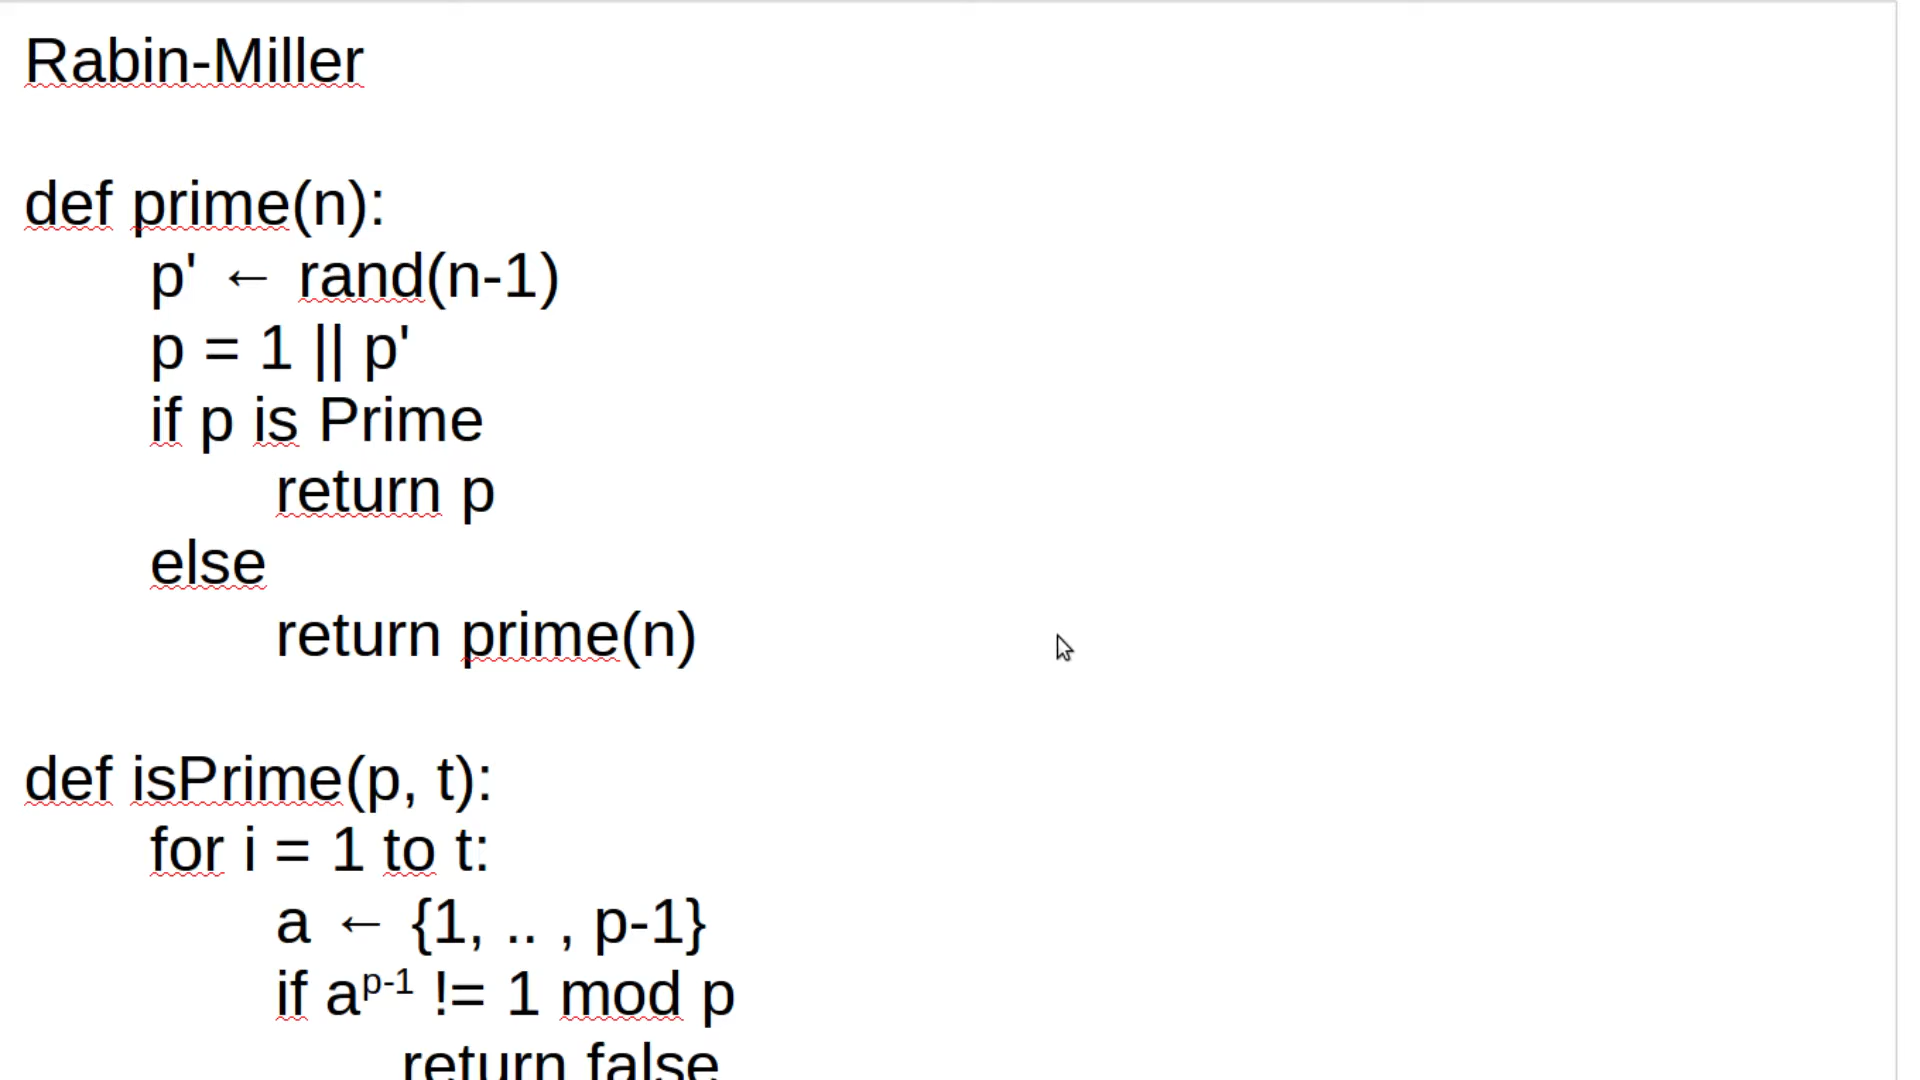 Rabin-Miller
def prime(n):
p' ← rand(n-1)
p = 1 || p'
if p is Prime
return p
else
return prime(n)
def isPrime(p, t):
for i = 1 to t:
a ← {1, .. , p-1}
if aᵖ⁻¹ != 1 mod p
return false